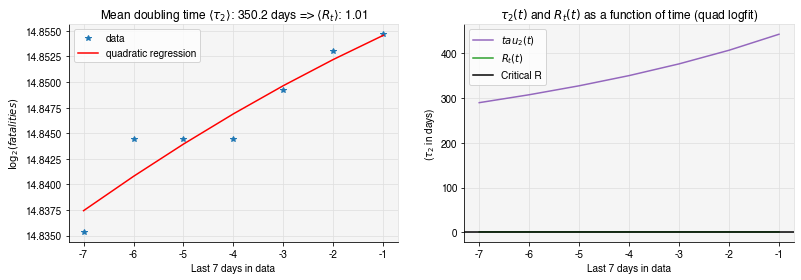 Mean doubling time ⟨τ₂⟩: 350.2 days => ⟨Rₜ⟩: 1.01
data
quadratic regression
log₂(fatalities)
14.8550
14.8525
14.8500
14.8475
14.8450
14.8425
14.8400
14.8375
14.8350
-7 -6 -5 -4 -3 -2 -1
Last 7 days in data
τ₂(t) and Rₜ(t) as a function of time (quad logfit)
tau₂(t)
Rₜ(t)
Critical R
(τ₂ in days)
400
300
200
100
0
-7 -6 -5 -4 -3 -2 -1
Last 7 days in data